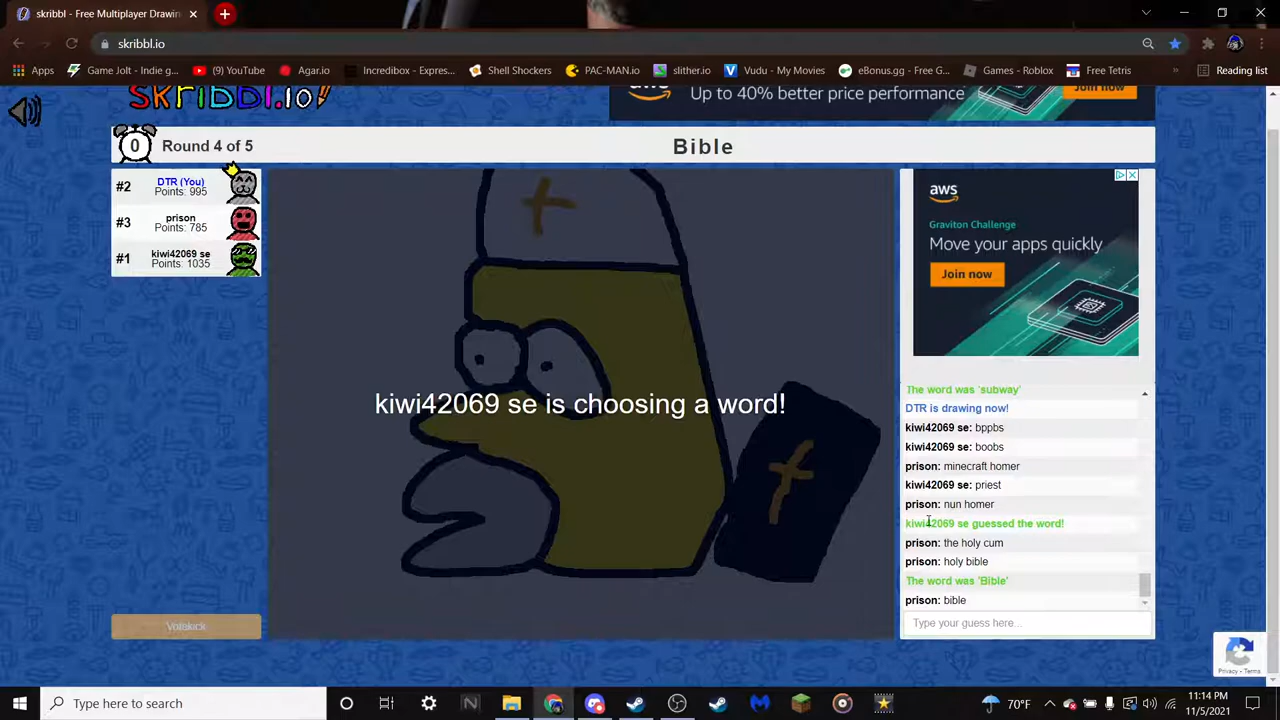 skribbl - Free Multiplayer Drawin
skribbl.io
Apps
Game Jolt - Indie g...
(9) YouTube
Agar.io
Incredibox - Expres...
Shell Shockers
PAC-MAN.io
slither.io
Vudu - My Movies
eBonus.gg - Free G...
Games - Roblox
Free Tetris
»
Reading list
skribbl.io
aws
Up to 40% better price performance
Join now
0
Round 4 of 5
Bible
#2
DTR (You)
Points: 995
#3
prison
Points: 785
#1
kiwi42069 se
Points: 1035
kiwi42069 se is choosing a word!
Votekick
aws
Graviton Challenge
Move your apps quickly
Join now
The word was 'subway'
DTR is drawing now!
kiwi42069 se: bppbs
kiwi42069 se: boobs
prison: minecraft homer
kiwi42069 se: priest
prison: nun homer
kiwi42069 se guessed the word!
prison: the holy cum
prison: holy bible
The word was 'Bible'
prison: bible
Type your guess here...
Privacy - Terms
Type here to search
70°F
11:14 PM
11/5/2021